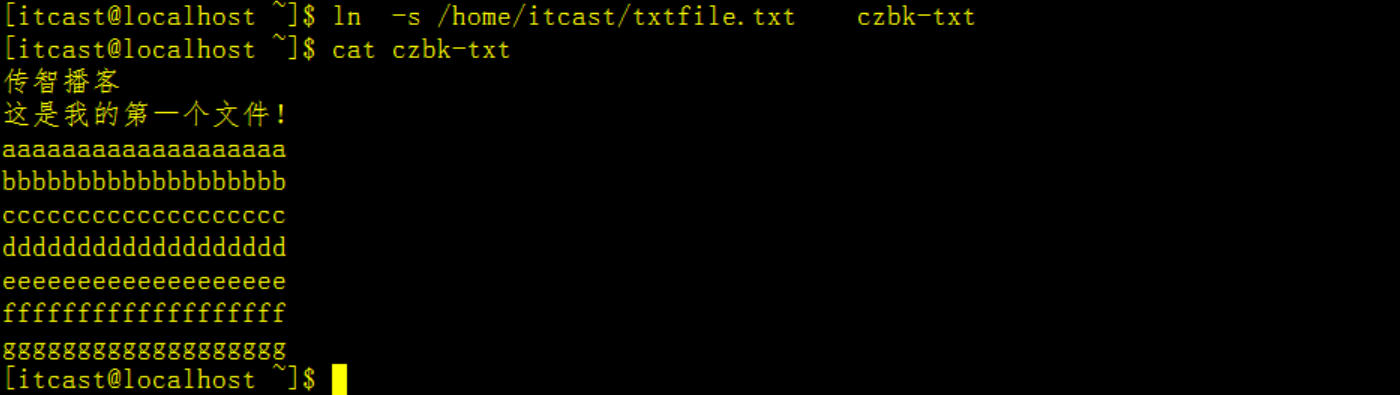 [itcast@localhost ~]$ ln  -s /home/itcast/txtfile.txt    czbk-txt
[itcast@localhost ~]$ cat czbk-txt
传智播客
这是我的第一个文件!
aaaaaaaaaaaaaaaaaaa
bbbbbbbbbbbbbbbbbbb
ccccccccccccccccccc
ddddddddddddddddddd
eeeeeeeeeeeeeeeeeee
fffffffffffffffffff
ggggggggggggggggggg
[itcast@localhost ~]$